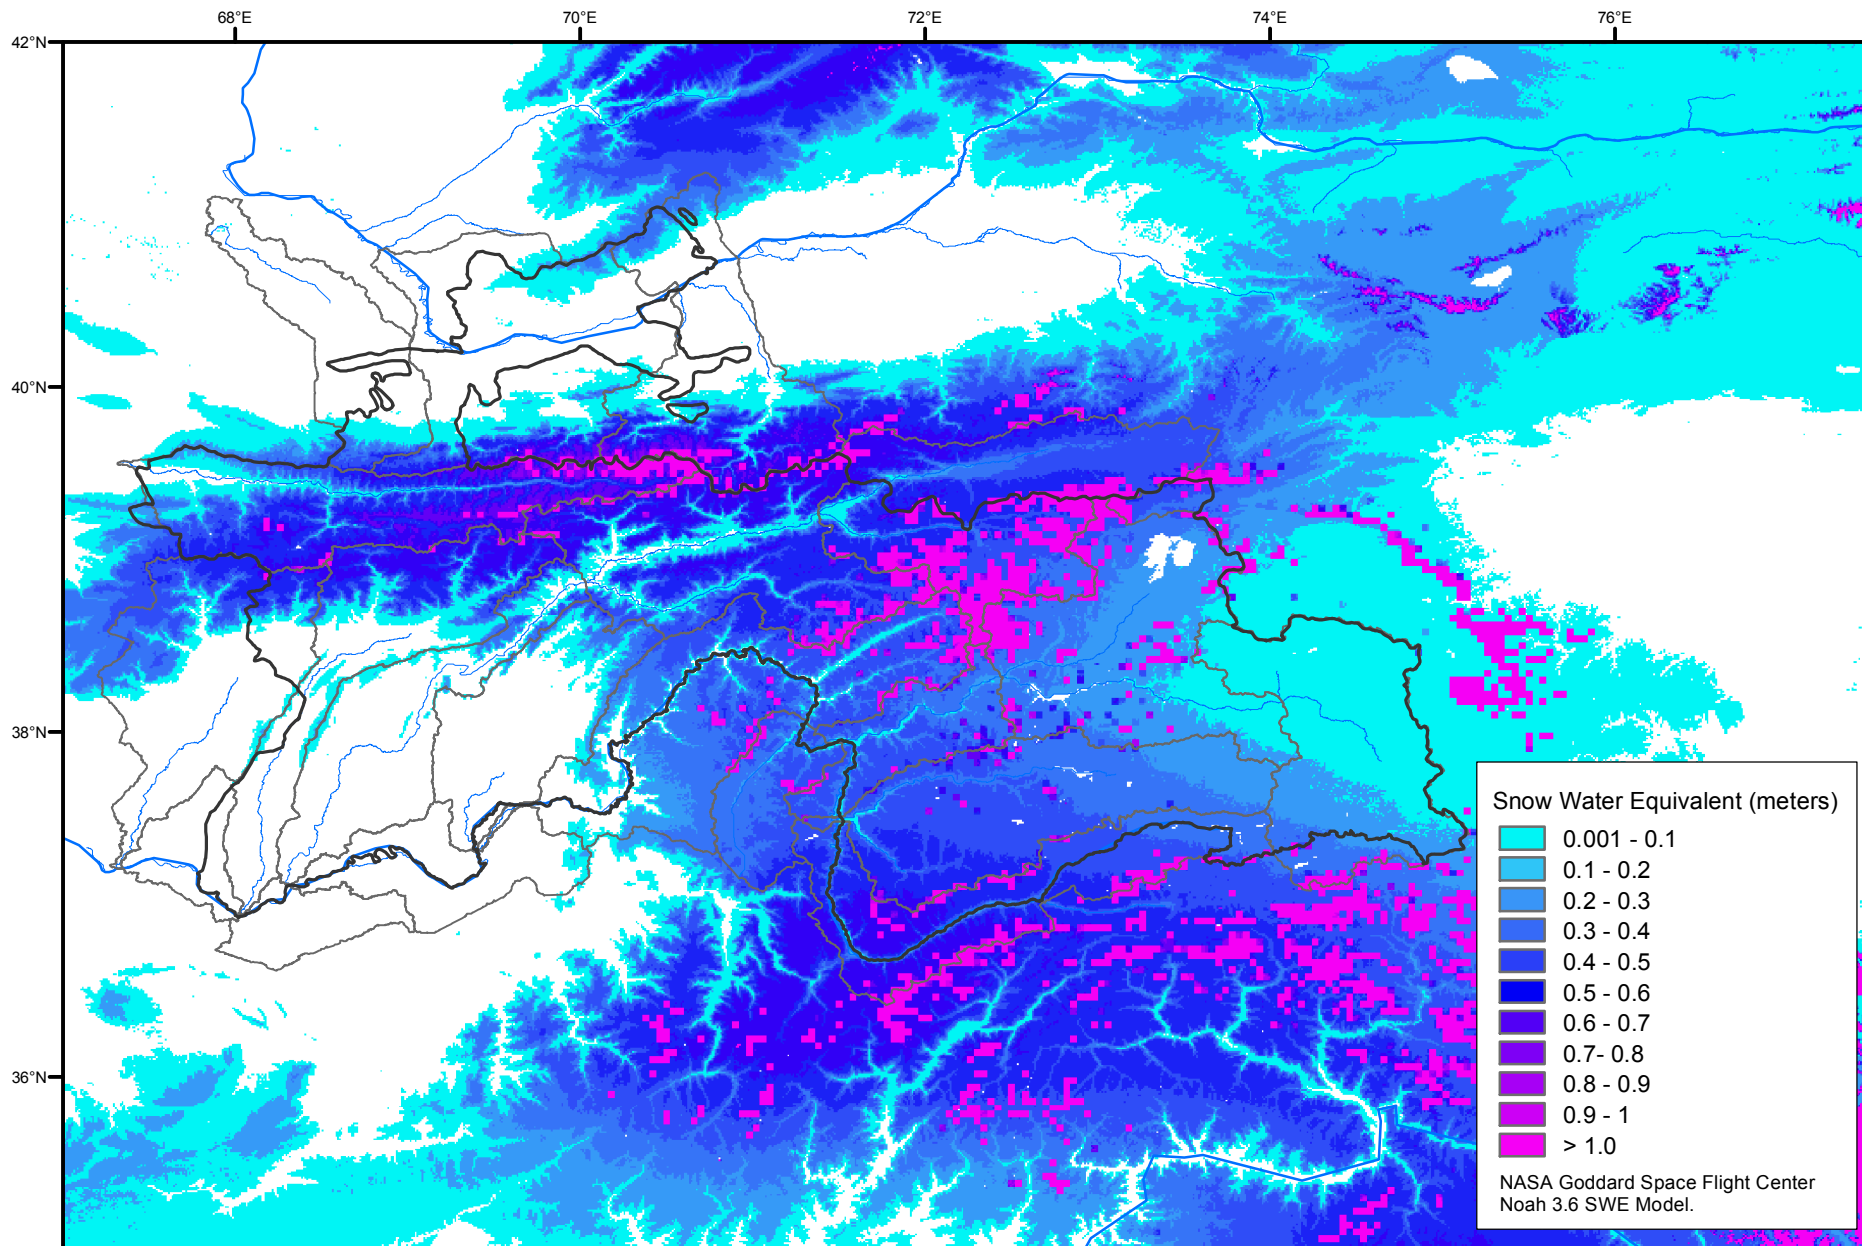 68°E
70°E
72°E
74°E
76°E
42°N
40°N
38°N
36°N
Snow Water Equivalent (meters)
0.001 - 0.1
0.1 - 0.2
0.2 - 0.3
0.3 - 0.4
0.4 - 0.5
0.5 - 0.6
0.6 - 0.7
0.7- 0.8
0.8 - 0.9
0.9 - 1
> 1.0
NASA Goddard Space Flight Center
Noah 3.6 SWE Model.